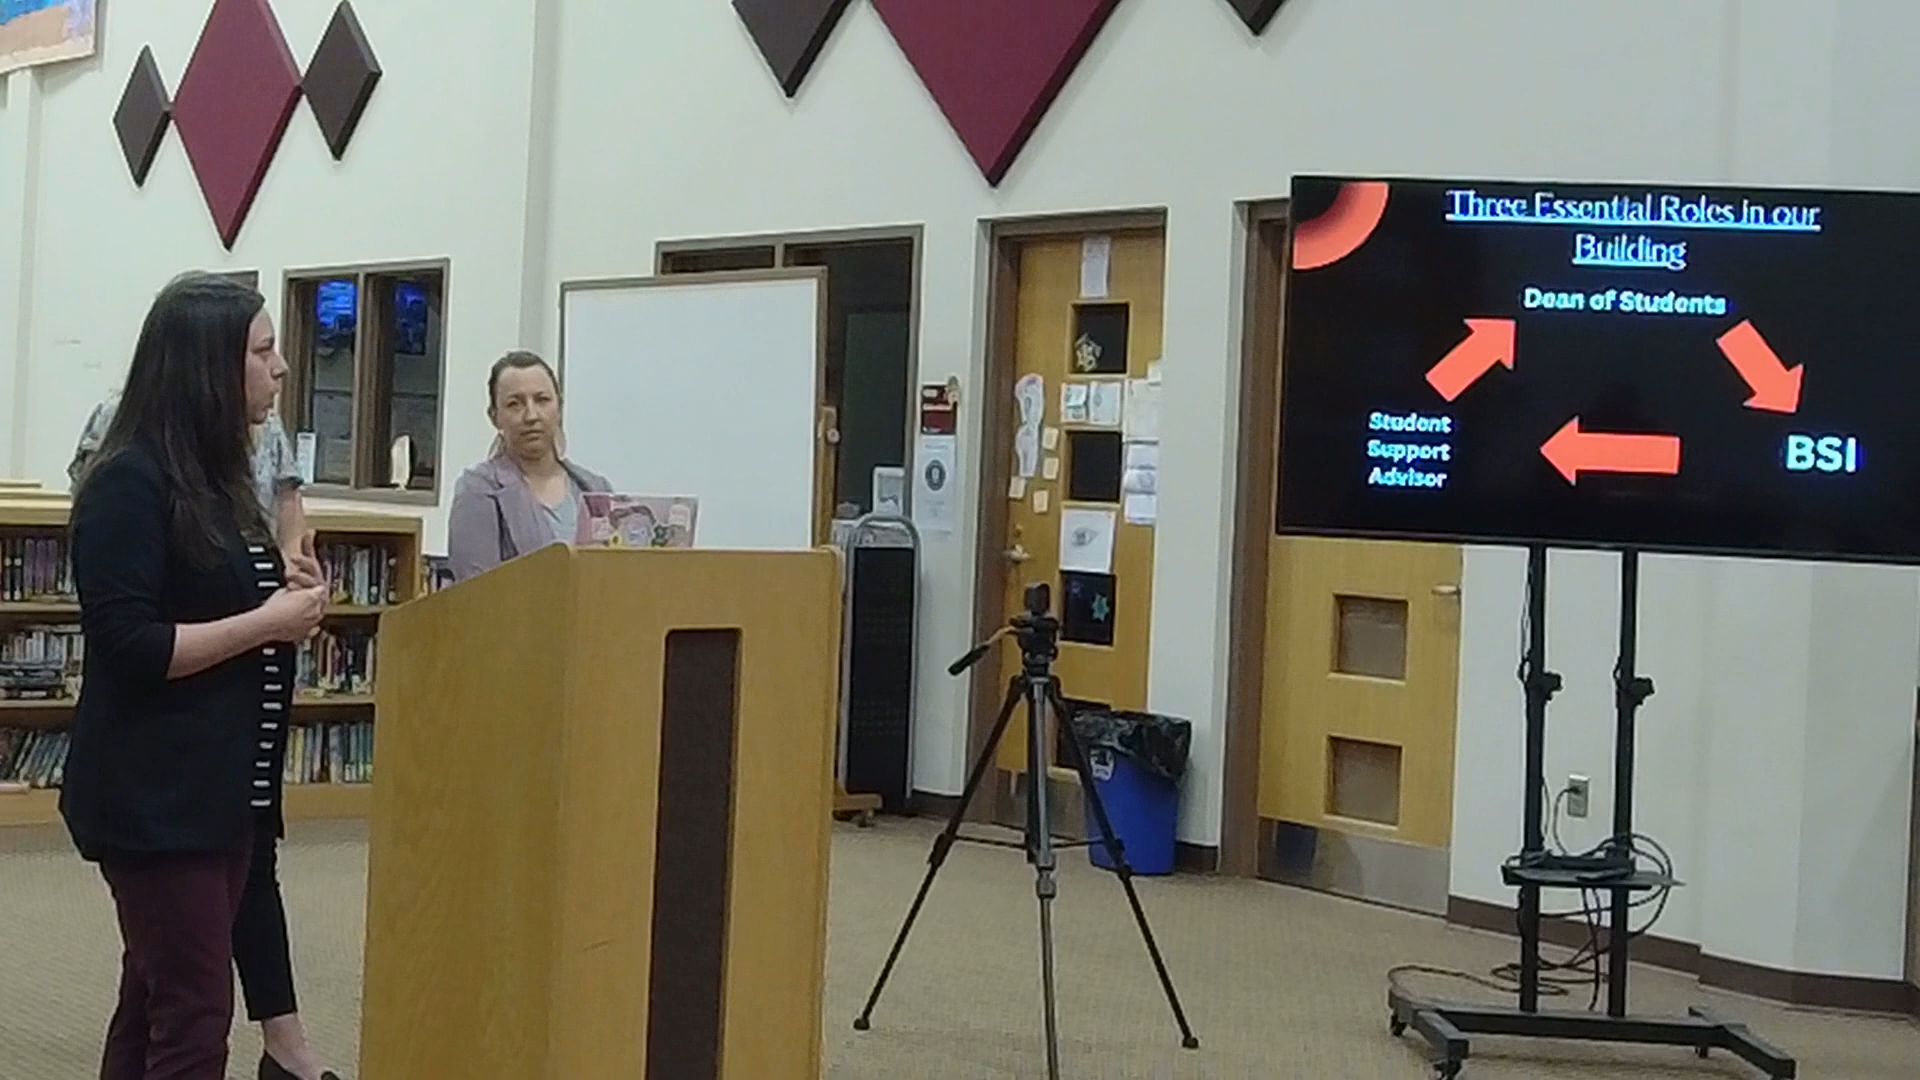 Three Essential Roles in our
Building
Dean of Students
Student
Support
Advisor
BSI